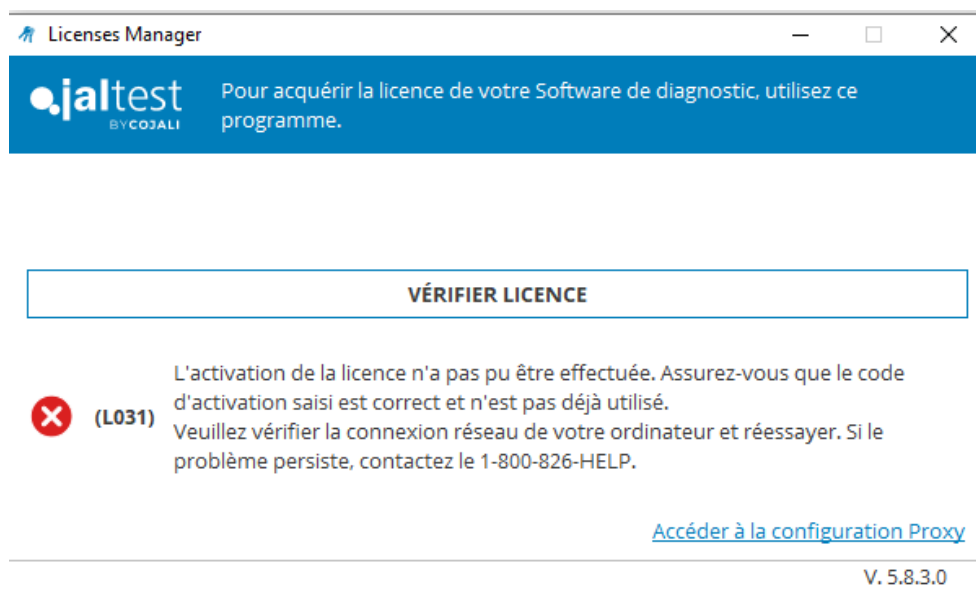 Licenses Manager
jaltest
BY COJALI
Pour acquérir la licence de votre Software de diagnostic, utilisez ce
programme.
VÉRIFIER LICENCE
(L031)
L'activation de la licence n'a pas pu être effectuée. Assurez-vous que le code
d'activation saisi est correct et n'est pas déjà utilisé.
Veuillez vérifier la connexion réseau de votre ordinateur et réessayer. Si le
problème persiste, contactez le 1-800-826-HELP.
Accéder à la configuration Proxy
V. 5.8.3.0